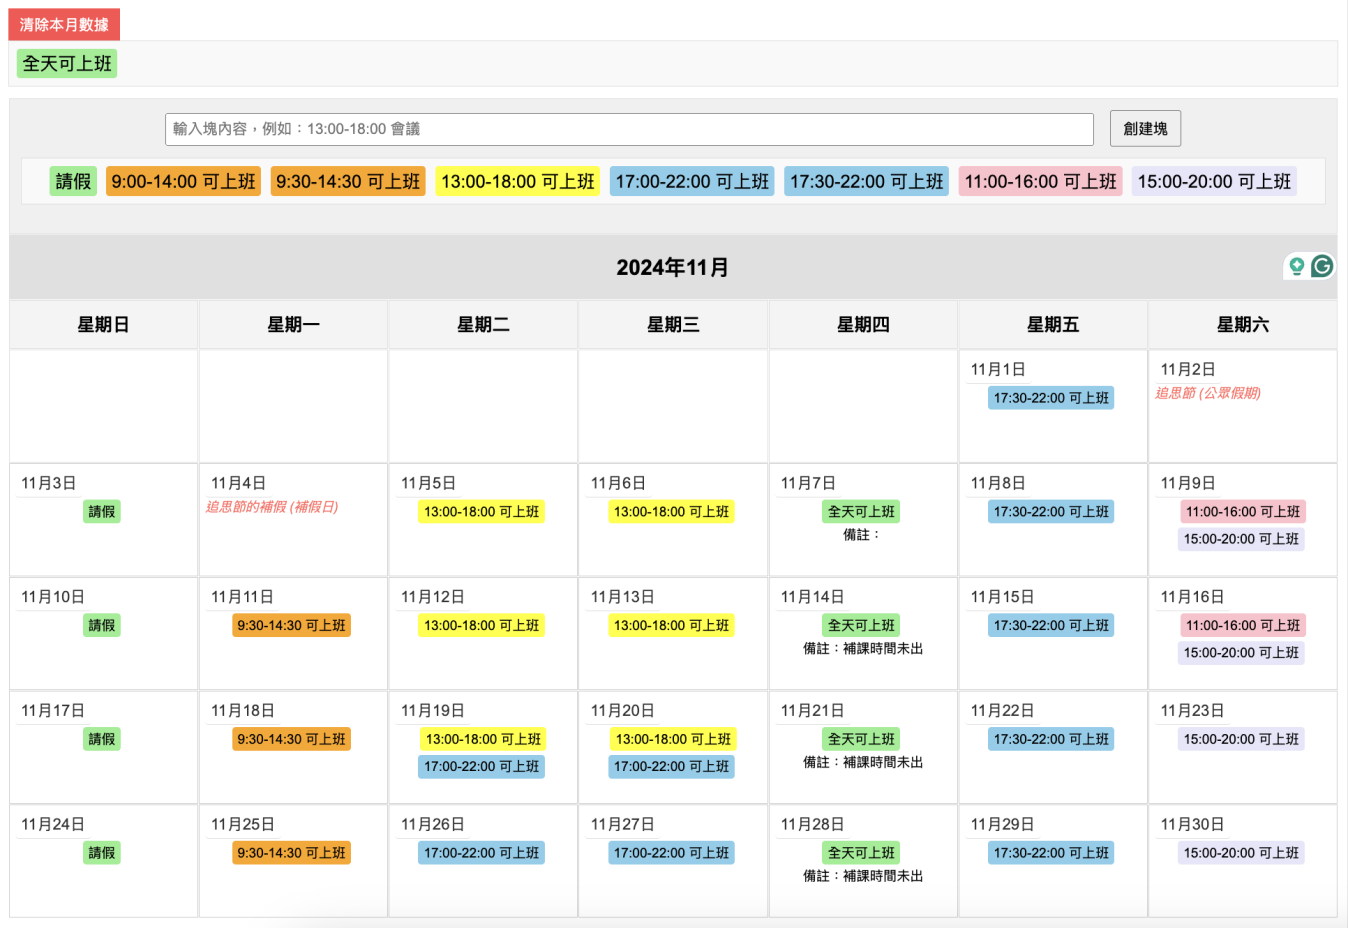 清除本月數據
全天可上班
輸入塊內容，例如：13:00-18:00 會議
創建塊
請假 9:00-14:00 可上班 9:30-14:30 可上班 13:00-18:00 可上班 17:00-22:00 可上班 17:30-22:00 可上班 11:00-16:00 可上班 15:00-20:00 可上班
2024年11月
星期日 星期一 星期二 星期三 星期四 星期五 星期六
11月1日
17:30-22:00 可上班
11月2日
追思節 (公眾假期)
11月3日
請假
11月4日
追思節的補假 (補假日)
11月5日
13:00-18:00 可上班
11月6日
13:00-18:00 可上班
11月7日
全天可上班
備註：
11月8日
17:30-22:00 可上班
11月9日
11:00-16:00 可上班
15:00-20:00 可上班
11月10日
請假
11月11日
9:30-14:30 可上班
11月12日
13:00-18:00 可上班
11月13日
13:00-18:00 可上班
11月14日
全天可上班
備註：補課時間未出
11月15日
17:30-22:00 可上班
11月16日
11:00-16:00 可上班
15:00-20:00 可上班
11月17日
請假
11月18日
9:30-14:30 可上班
11月19日
13:00-18:00 可上班
17:00-22:00 可上班
11月20日
13:00-18:00 可上班
17:00-22:00 可上班
11月21日
全天可上班
備註：補課時間未出
11月22日
17:30-22:00 可上班
11月23日
15:00-20:00 可上班
11月24日
請假
11月25日
9:30-14:30 可上班
11月26日
17:00-22:00 可上班
11月27日
17:00-22:00 可上班
11月28日
全天可上班
備註：補課時間未出
11月29日
17:30-22:00 可上班
11月30日
15:00-20:00 可上班